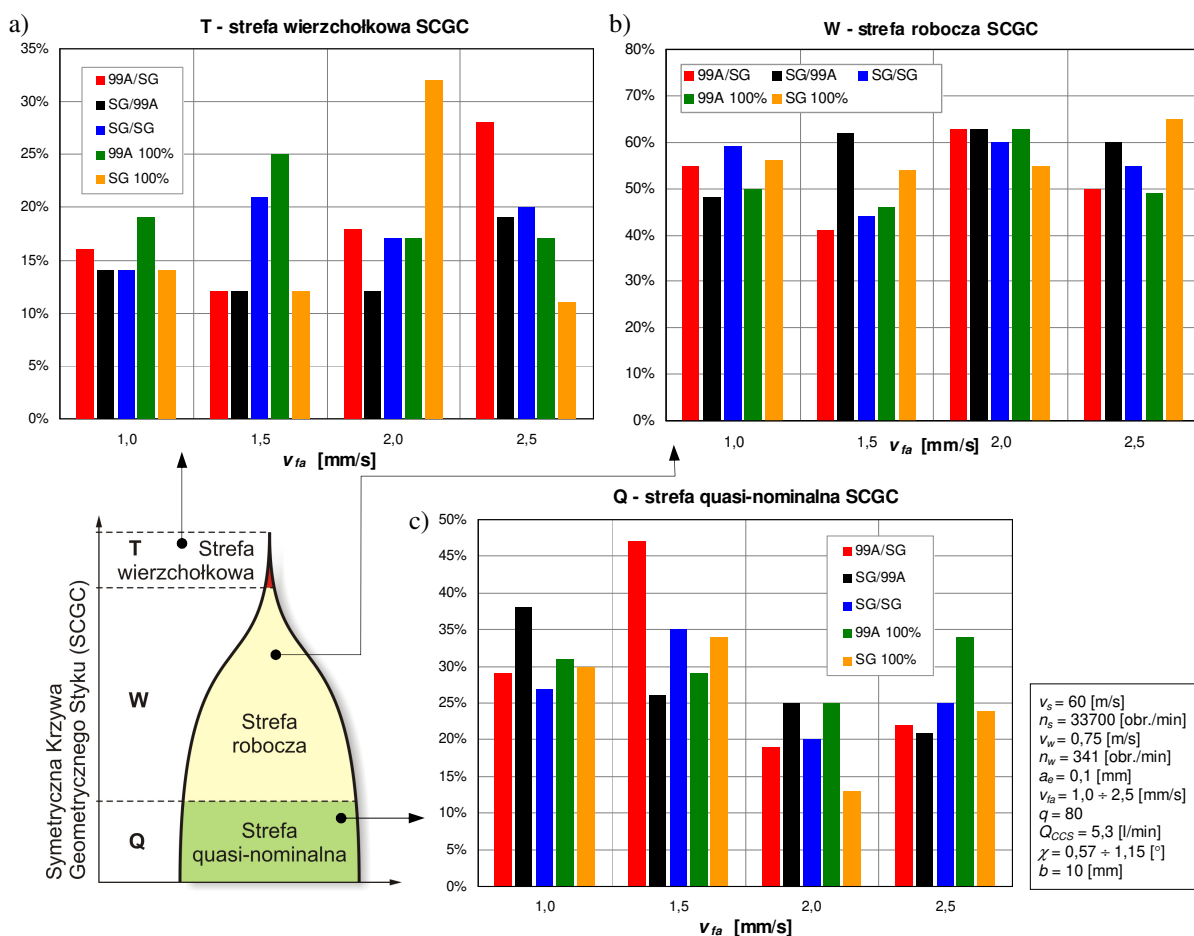 a)
T - strefa wierzchołkowa SCGC
35%
30%
25%
20%
15%
10%
5%
0%
99A/SG
SG/99A
SG/SG
99A 100%
SG 100%
1,0
1,5
2,0
2,5
v fa [mm/s]
b)
W - strefa robocza SCGC
80%
70%
60%
50%
40%
30%
20%
10%
0%
99A/SG
SG/99A
SG/SG
99A 100%
SG 100%
1,0
1,5
2,0
2,5
v fa [mm/s]
Symetryczna Krzywa
Geometrycznego Styku (SCGC)
T
Strefa
wierzchołkowa
W
Strefa
robocza
Q
Strefa
quasi-nominalna
c)
Q - strefa quasi-nominalna SCGC
50%
45%
40%
35%
30%
25%
20%
15%
10%
5%
0%
99A/SG
SG/99A
SG/SG
99A 100%
SG 100%
1,0
1,5
2,0
2,5
v fa [mm/s]
vs = 60 [m/s]
ns = 33700 [obr./min]
vw = 0,75 [m/s]
nw = 341 [obr./min]
ae = 0,1 [mm]
vfa = 1,0 ÷ 2,5 [mm/s]
q = 80
QCCS = 5,3 [l/min]
χ = 0,57 ÷ 1,15 [°]
b = 10 [mm]